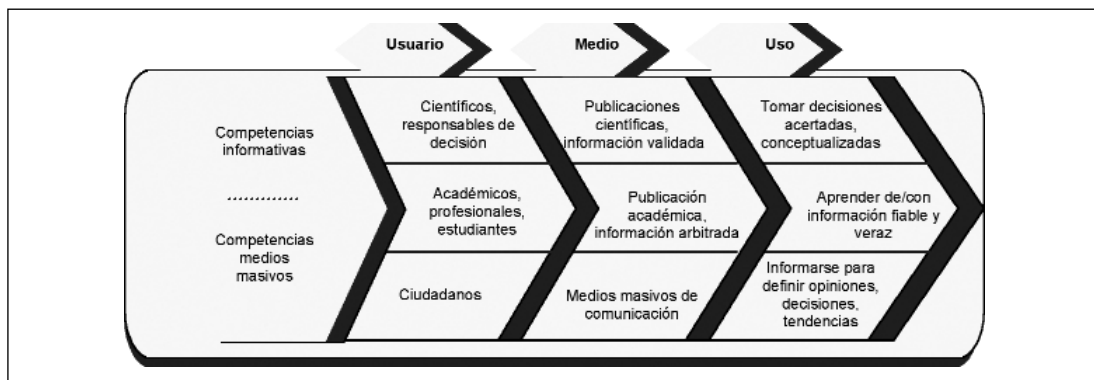 Usuario
Medio
Uso
Competencias
informativas
.............
Competencias
medios
masivos
Científicos,
responsables de
decisión
Publicaciones
científicas,
información validada
Tomar decisiones
acertadas,
conceptualizadas
Académicos,
profesionales,
estudiantes
Publicación
académica,
información arbitrada
Aprender de/con
información fiable y
veraz
Ciudadanos
Medios masivos de
comunicación
Informarse para
definir opiniones,
decisiones,
tendencias